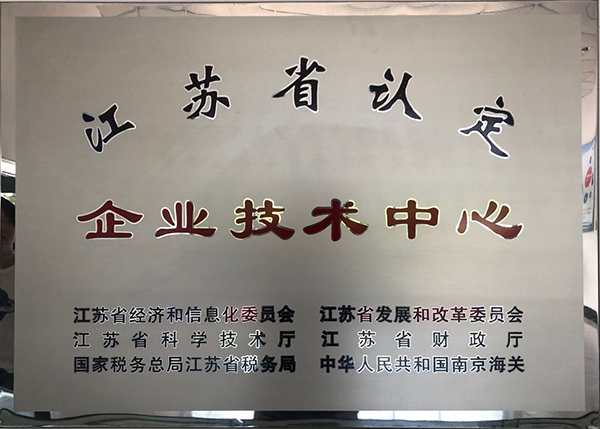 江苏省认定
企业技术中心
江苏省经济和信息化委员会 江苏省发展和改革委员会
江苏省科学技术厅 江苏省财政厅
国家税务总局江苏省税务局 中华人民共和国南京海关